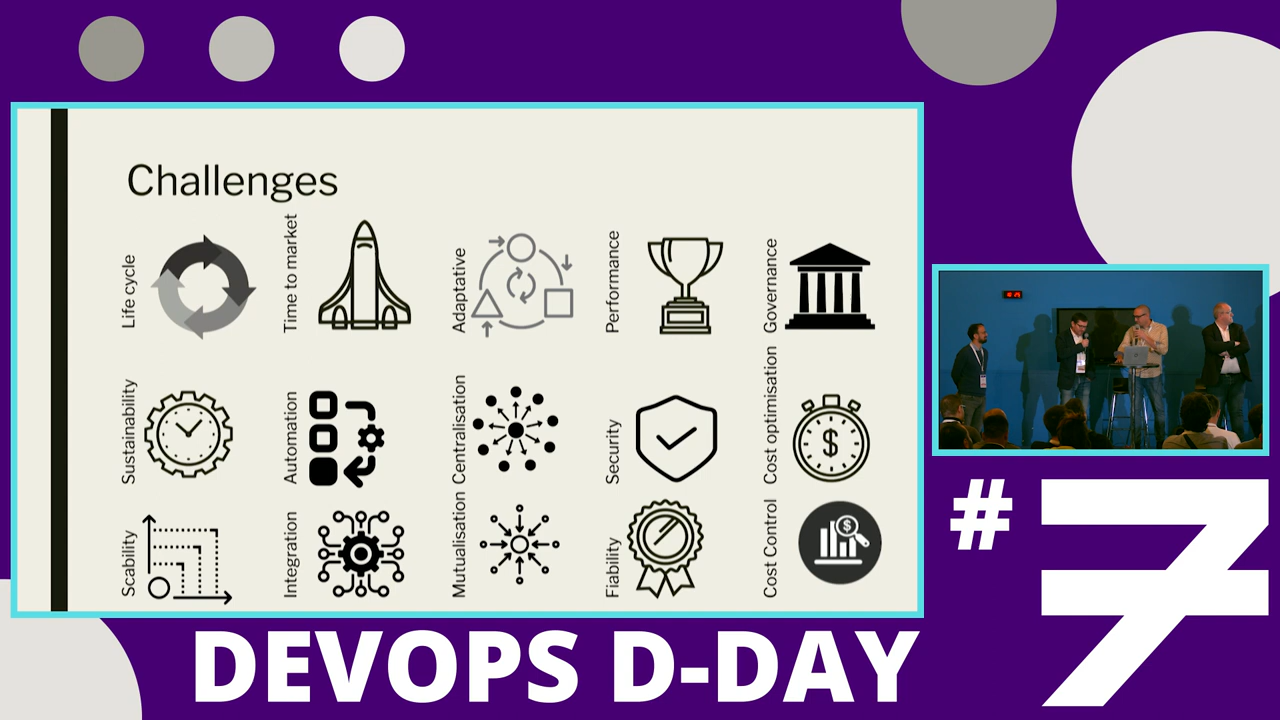 Challenges
Life cycle
Time to market
Adaptative
Performance
Governance
Sustainability
Automation
Centralisation
Security
Cost optimisation
$
Scability
Integration
Mutualisation
Fiability
Cost Control
$
#7
DEVOPS D-DAY